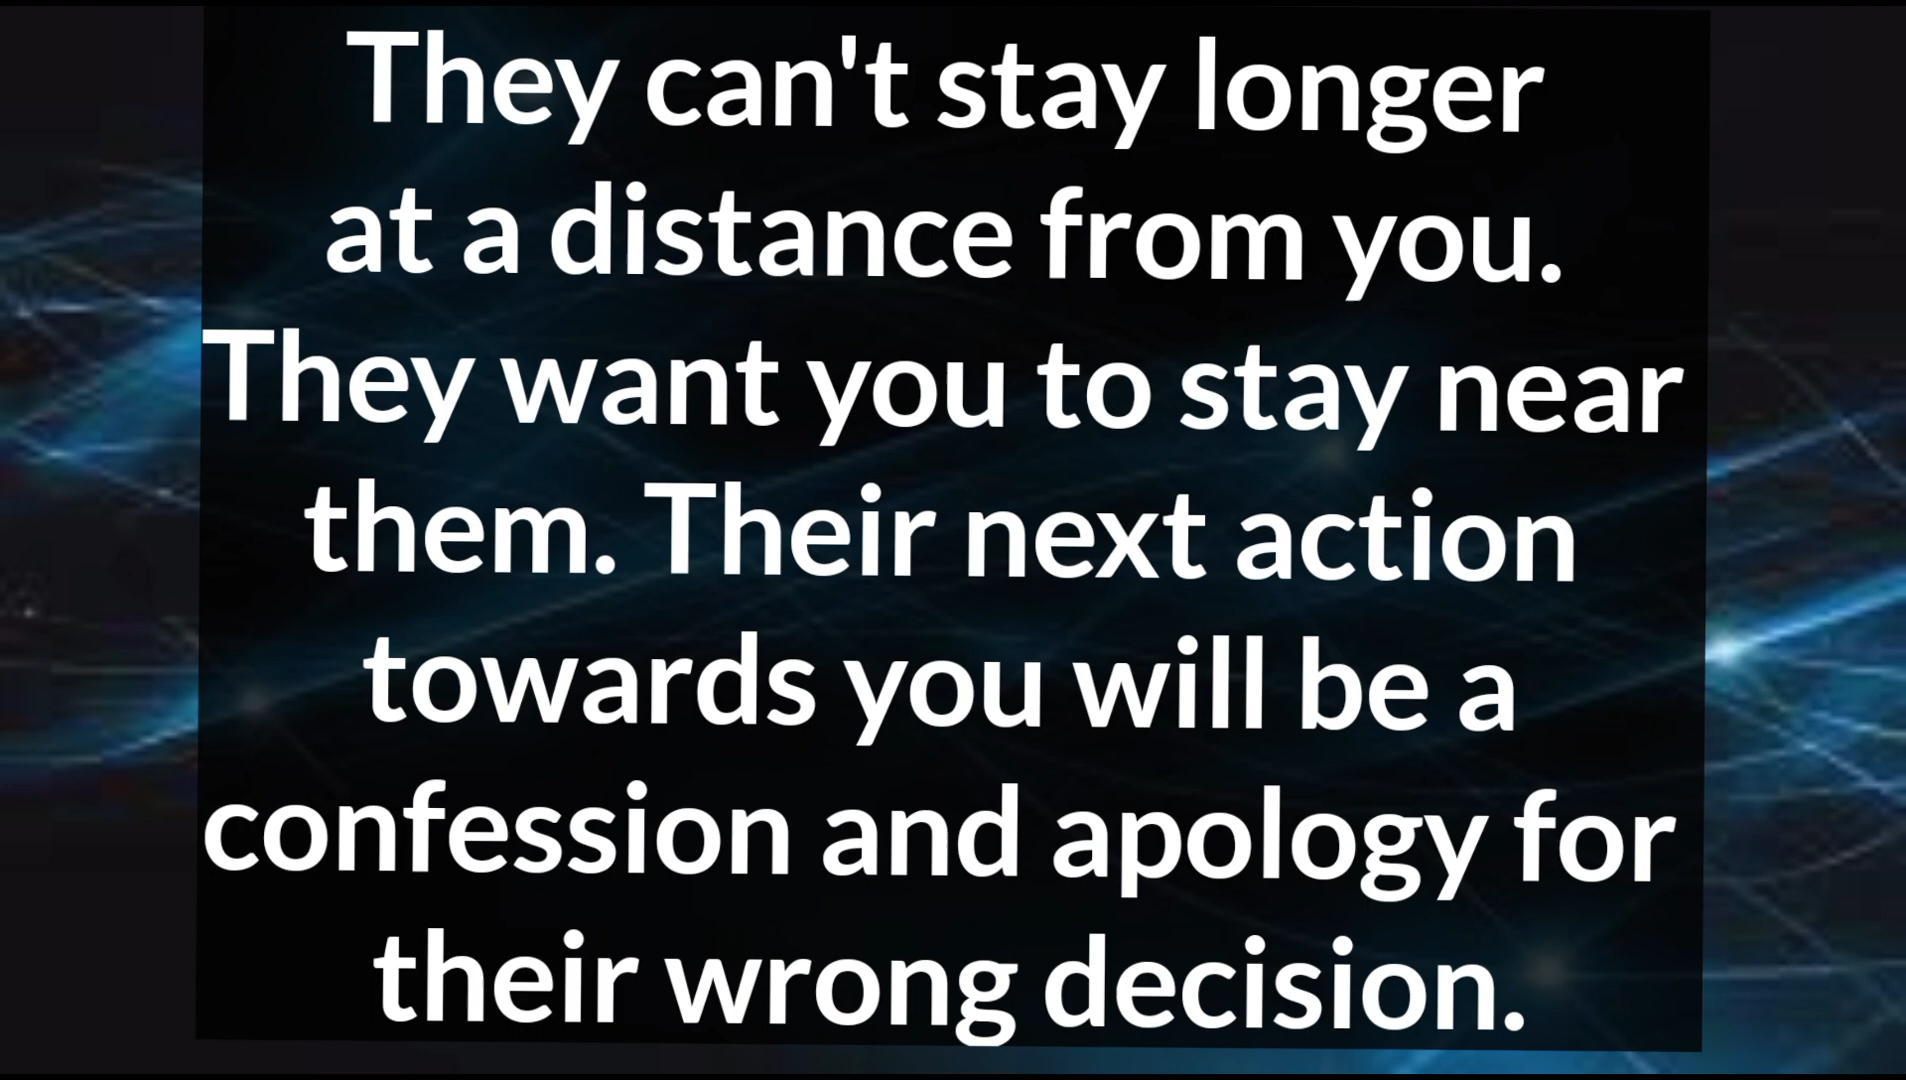 They can't stay longer
at a distance from you.
They want you to stay near
them. Their next action
towards you will be a
confession and apology for
their wrong decision.